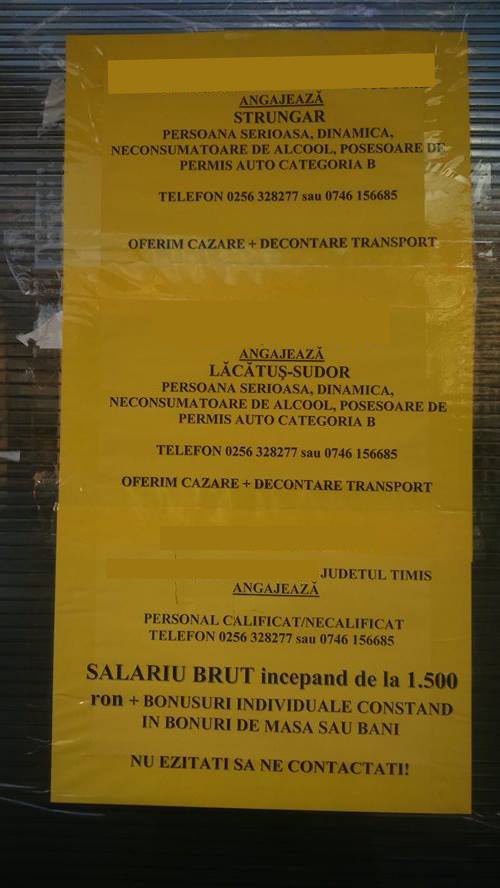 ANGAJEAZĂ
STRUNGAR
PERSOANA SERIOASA, DINAMICA,
NECONSUMATOARE DE ALCOOL, POSESOARE DE
PERMIS AUTO CATEGORIA B
TELEFON 0256 328277 sau 0746 156685
OFERIM CAZARE + DECONTARE TRANSPORT
ANGAJEAZĂ
LĂCĂTUŞ-SUDOR
PERSOANA SERIOASA, DINAMICA,
NECONSUMATOARE DE ALCOOL, POSESOARE DE
PERMIS AUTO CATEGORIA B
TELEFON 0256 328277 sau 0746 156685
OFERIM CAZARE + DECONTARE TRANSPORT
JUDETUL TIMIS
ANGAJEAZĂ
PERSONAL CALIFICAT/NECALIFICAT
TELEFON 0256 328277 sau 0746 156685
SALARIU BRUT incepand de la 1.500
ron + BONUSURI INDIVIDUALE CONSTAND
IN BONURI DE MASA SAU BANI
NU EZITATI SA NE CONTACTATI!